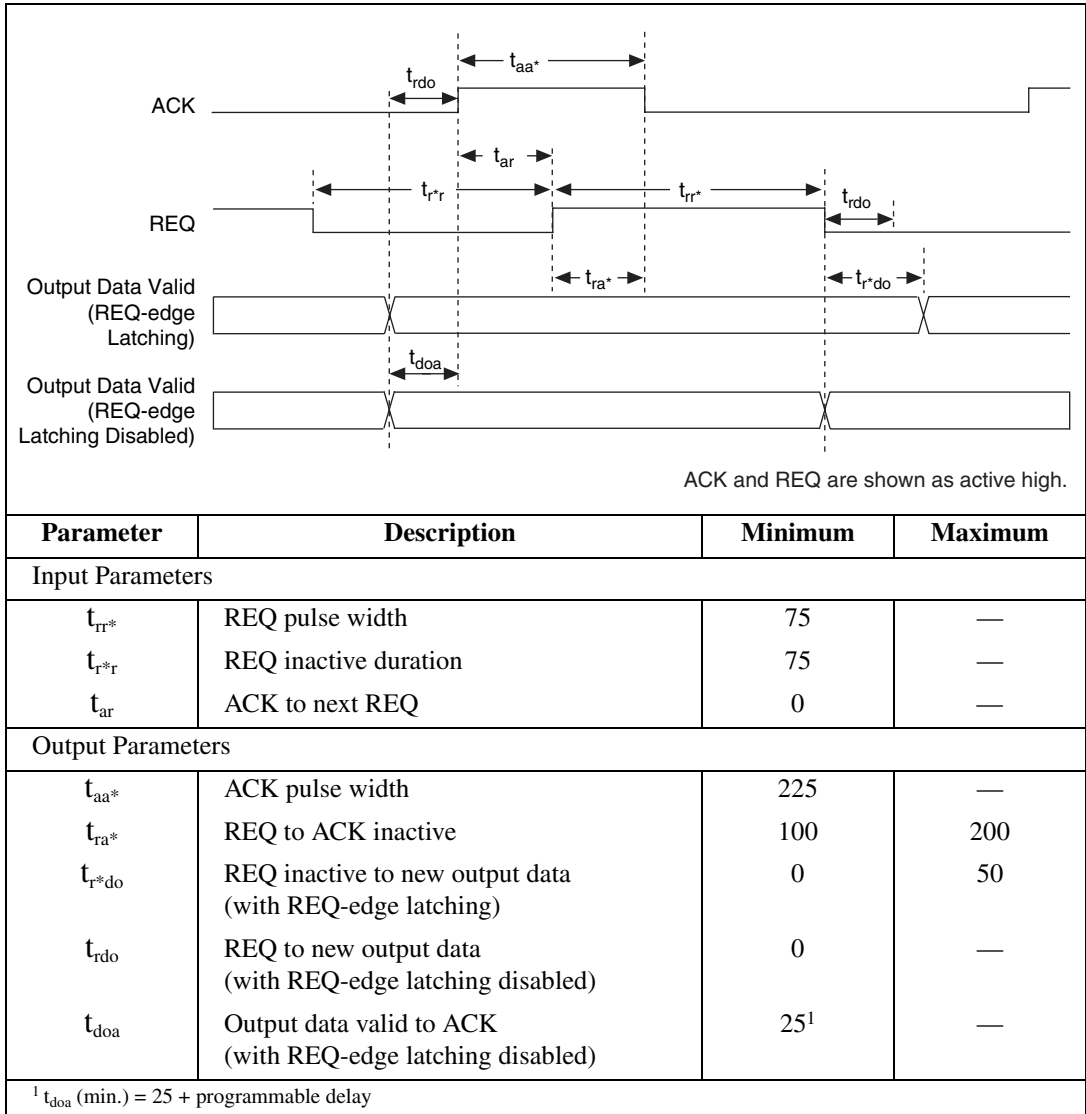 t_aa*
t_rdo
ACK
t_ar
t_r*r
t_rr*
t_rdo
REQ
t_ra*
t_r*do
Output Data Valid
(REQ-edge
Latching)
t_doa
Output Data Valid
(REQ-edge
Latching Disabled)
ACK and REQ are shown as active high.
Parameter Description Minimum Maximum
Input Parameters
t_rr* REQ pulse width 75 —
t_r*r REQ inactive duration 75 —
t_ar ACK to next REQ 0 —
Output Parameters
t_aa* ACK pulse width 225 —
t_ra* REQ to ACK inactive 100 200
t_r*do REQ inactive to new output data 0 50
(with REQ-edge latching)
t_rdo REQ to new output data 0 —
(with REQ-edge latching disabled)
t_doa Output data valid to ACK 25¹ —
(with REQ-edge latching disabled)
¹ t_doa (min.) = 25 + programmable delay